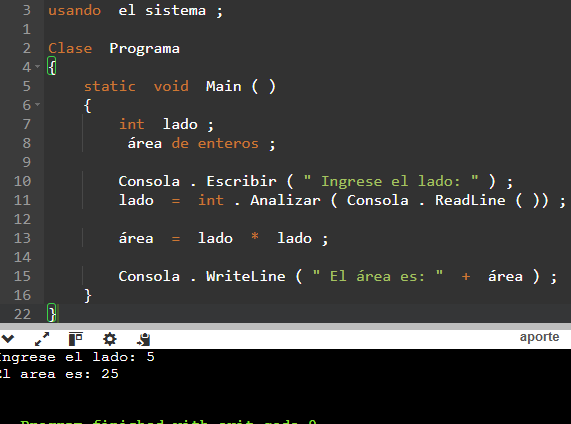 3 usando el sistema ;
1
2 Clase Programa
4 {
5 static void Main ( )
6 {
7 int lado ;
8 área de enteros ;
9
10 Consola . Escribir ( " Ingrese el lado: " ) ;
11 lado = int . Analizar ( Consola . ReadLine ( )) ;
12
13 área = lado * lado ;
14
15 Consola . WriteLine ( " El área es: " + área ) ;
16 }
22 }
aporte
Ingrese el lado: 5
El area es: 25
Program finished with exit code 0